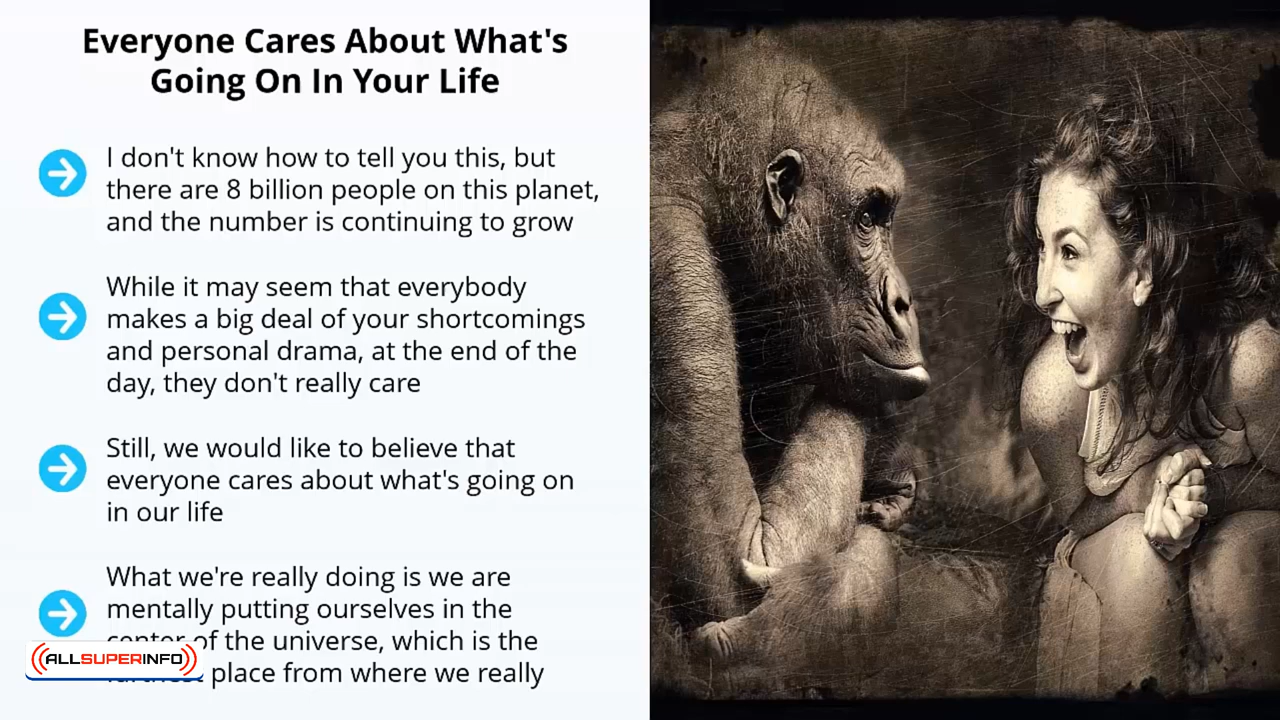 Everyone Cares About What's
Going On In Your Life
I don't know how to tell you this, but
there are 8 billion people on this planet,
and the number is continuing to grow
While it may seem that everybody
makes a big deal of your shortcomings
and personal drama, at the end of the
day, they don't really care
Still, we would like to believe that
everyone cares about what's going on
in our life
What we're really doing is we are
mentally putting ourselves in the
center of the universe, which is the
place from where we really
ALLSUPERINFO